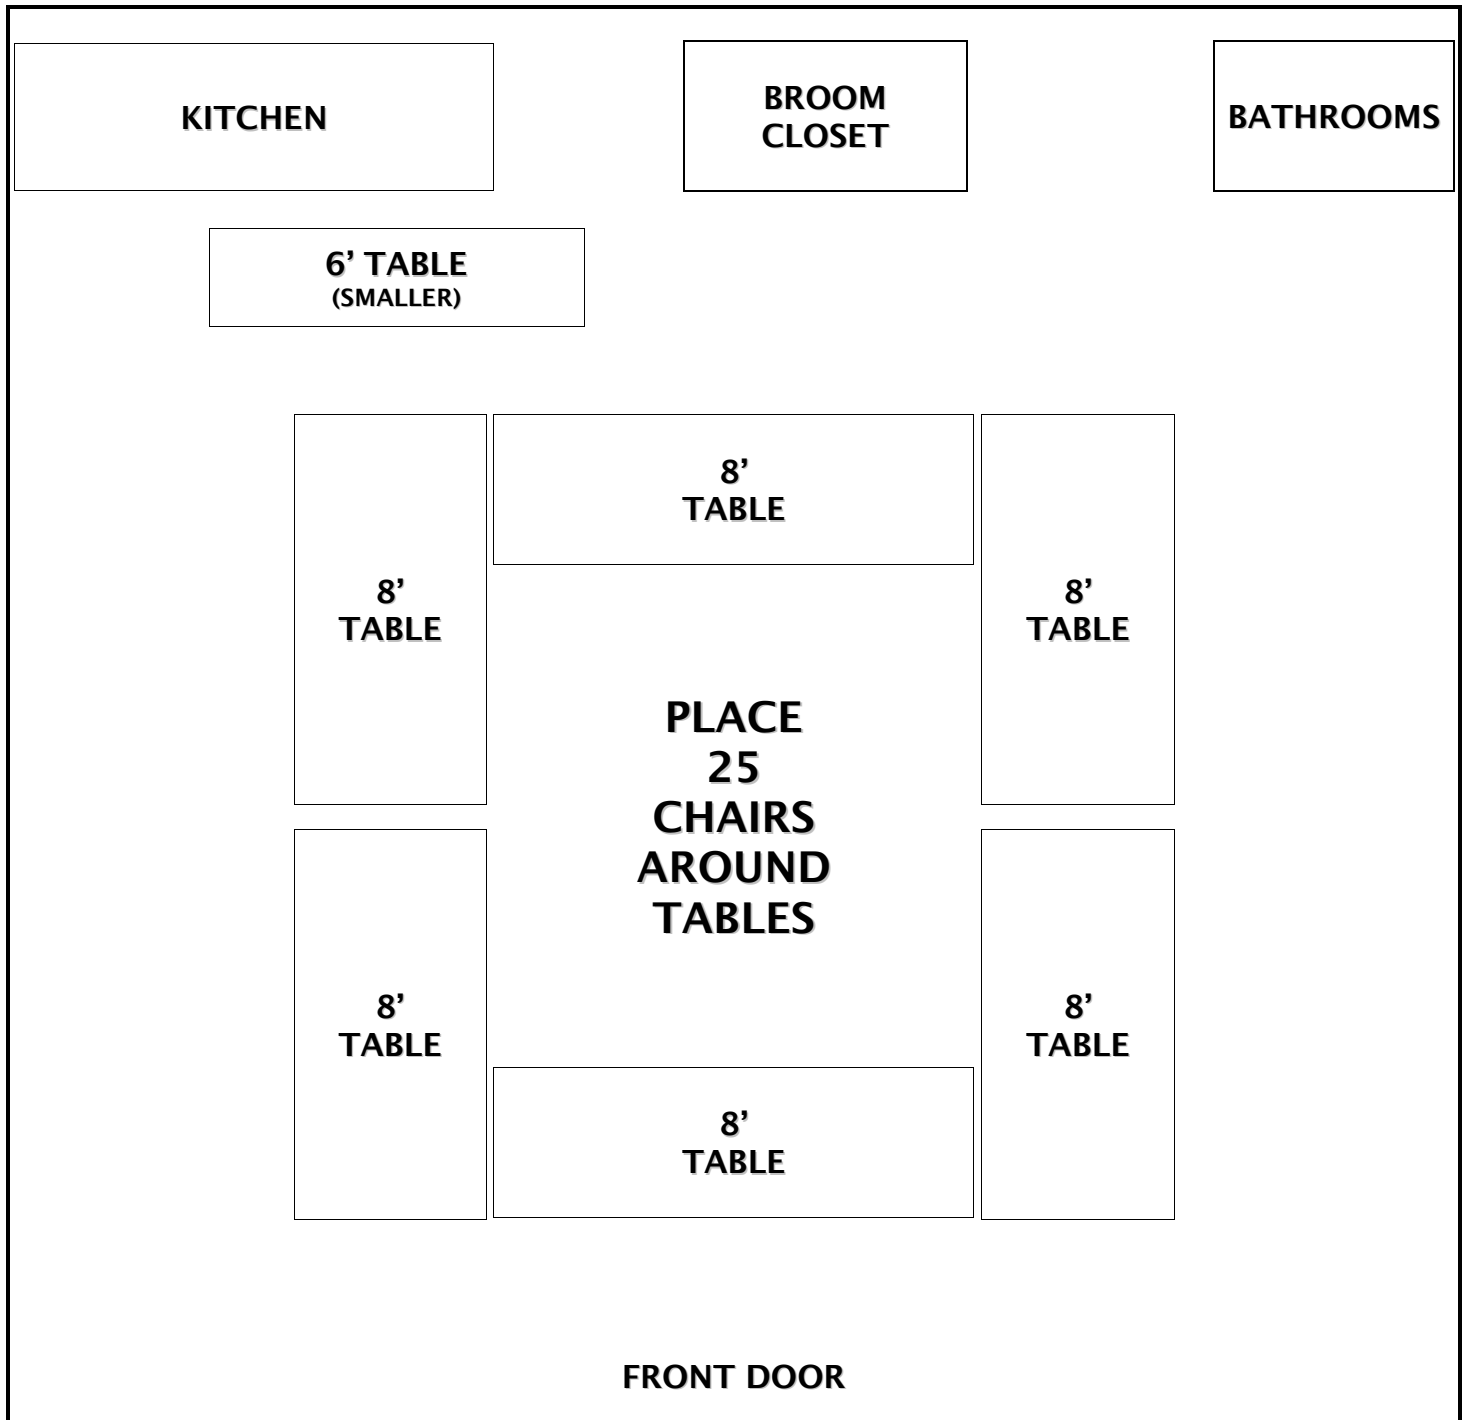 KITCHEN
BROOM
CLOSET
BATHROOMS
6’ TABLE
(SMALLER)
8’
TABLE
8’
TABLE
8’
TABLE
PLACE
25
CHAIRS
AROUND
TABLES
8’
TABLE
8’
TABLE
8’
TABLE
FRONT DOOR